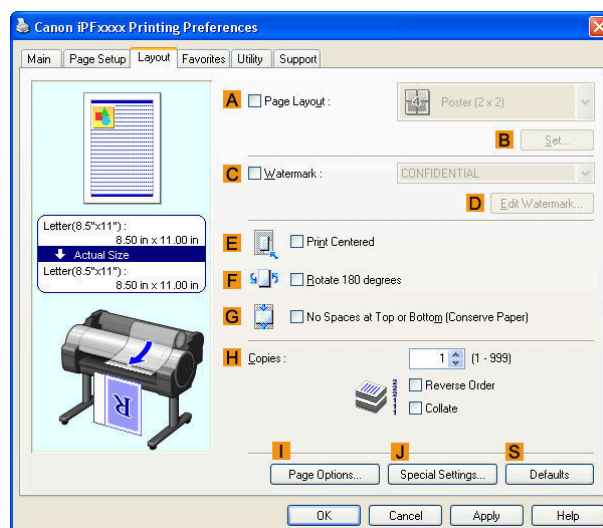 Canon iPFxxxx Printing Preferences
Main Page Setup Layout Favorites Utility Support
A Page Layout : 4 Poster (2 x 2)
B Set...
C Watermark : CONFIDENTIAL
D Edit Watermark...
Letter(8.5"x11") :
8.50 in x 11.00 in
Actual Size
Letter(8.5"x11") :
8.50 in x 11.00 in
E Print Centered
F Rotate 180 degrees
G No Spaces at Top or Bottom (Conserve Paper)
H Copies : 1 (1 - 999)
Reverse Order
Collate
R
I J S
Page Options... Special Settings... Defaults
OK Cancel Apply Help